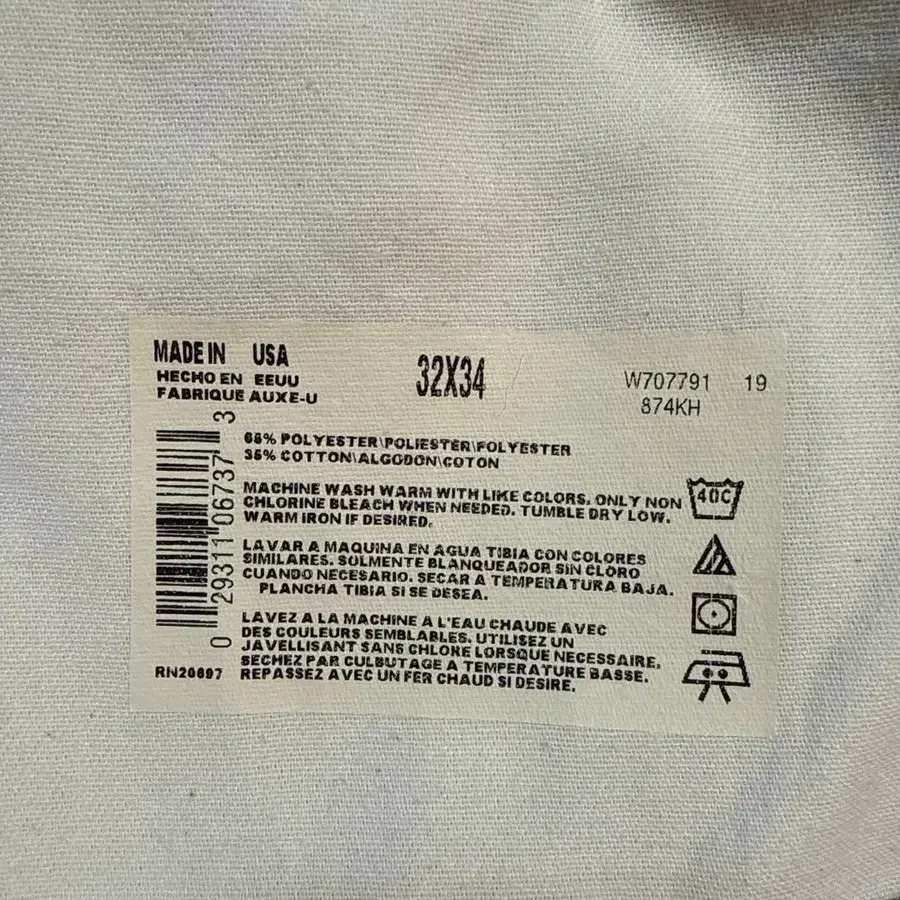 MADE IN USA
HECHO EN EEUU
FABRIQUE AUXE-U
32X34
W707791 19
874KH
0 29311 06737 3
RN20697
65% POLYESTER\POLIESTER\POLYESTER
35% COTTON\ALGODON\COTON
MACHINE WASH WARM WITH LIKE COLORS. ONLY NON
CHLORINE BLEACH WHEN NEEDED. TUMBLE DRY LOW.
WARM IRON IF DESIRED.
LAVAR A MAQUINA EN AGUA TIBIA CON COLORES
SIMILARES. SOLMENTE BLANQUEADOR SIN CLORO
CUANDO NECESARIO. SECAR A TEMPERATURA BAJA.
PLANCHA TIBIA SI SE DESEA.
LAVEZ A LA MACHINE A L'EAU CHAUDE AVEC
DES COULEURS SEMBLABLES. UTILISEZ UN
JAVELLISANT SANS CHLORE LORSQUE NECESSAIRE.
SECHEZ PAR CULBUTAGE A TEMPERATURE BASSE.
REPASSEZ AVEC UN FER CHAUD SI DESIRE.
40C